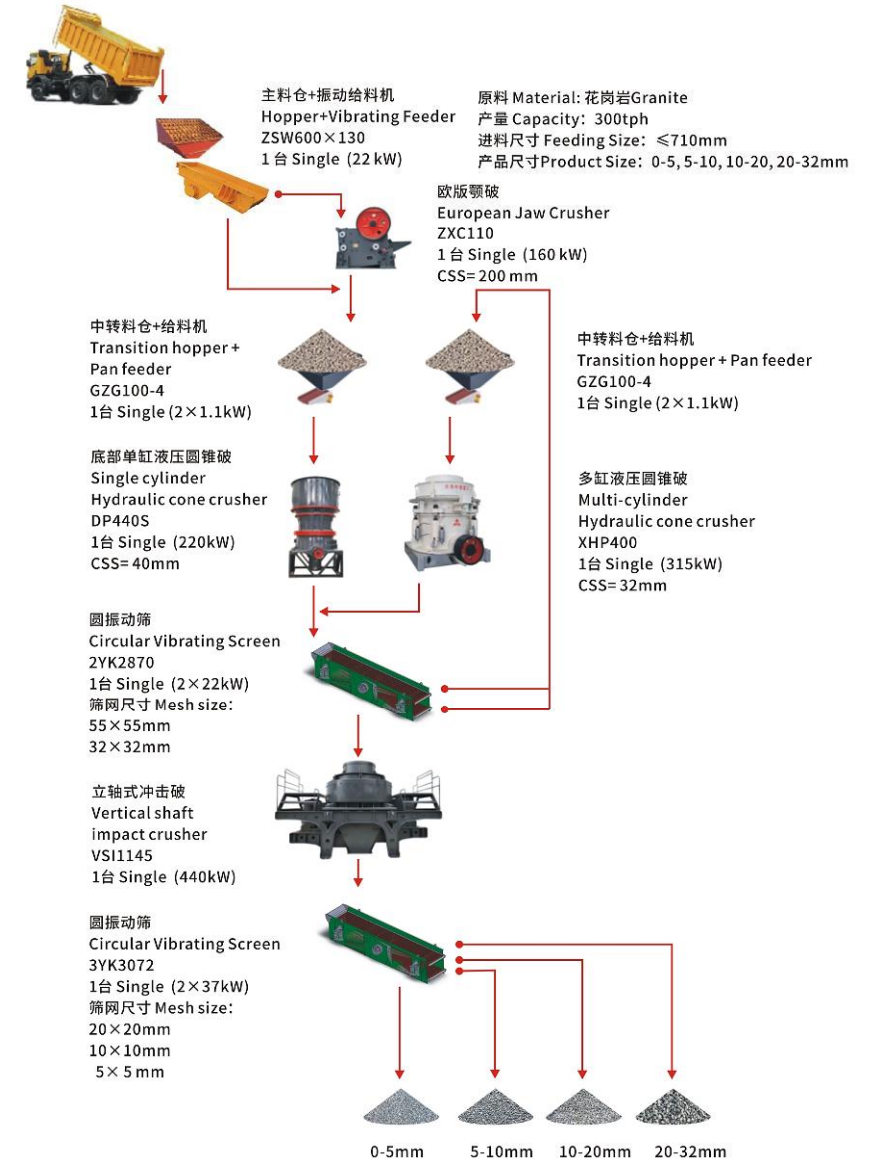 主料仓+振动给料机
Hopper+Vibrating Feeder
ZSW600×130
1台 Single (22 kW)
原料 Material: 花岗岩Granite
产量 Capacity: 300tph
进料尺寸 Feeding Size: ≤710mm
产品尺寸Product Size: 0-5, 5-10, 10-20, 20-32mm
欧版颚破
European Jaw Crusher
ZXC110
1台 Single (160 kW)
CSS= 200 mm
中转料仓+给料机
Transition hopper +
Pan feeder
GZG100-4
1台 Single (2×1.1kW)
中转料仓+给料机
Transition hopper + Pan feeder
GZG100-4
1台 Single (2×1.1kW)
底部单缸液压圆锥破
Single cylinder
Hydraulic cone crusher
DP440S
1台 Single (220kW)
CSS= 40mm
多缸液压圆锥破
Multi-cylinder
Hydraulic cone crusher
XHP400
1台 Single (315kW)
CSS= 32mm
圆振动筛
Circular Vibrating Screen
2YK2870
1台 Single (2×22kW)
筛网尺寸 Mesh size:
55×55mm
32×32mm
立轴式冲击破
Vertical shaft
impact crusher
VSI1145
1台 Single (440kW)
圆振动筛
Circular Vibrating Screen
3YK3072
1台 Single (2×37kW)
筛网尺寸 Mesh size:
20×20mm
10×10mm
5×5 mm
0-5mm
5-10mm
10-20mm
20-32mm